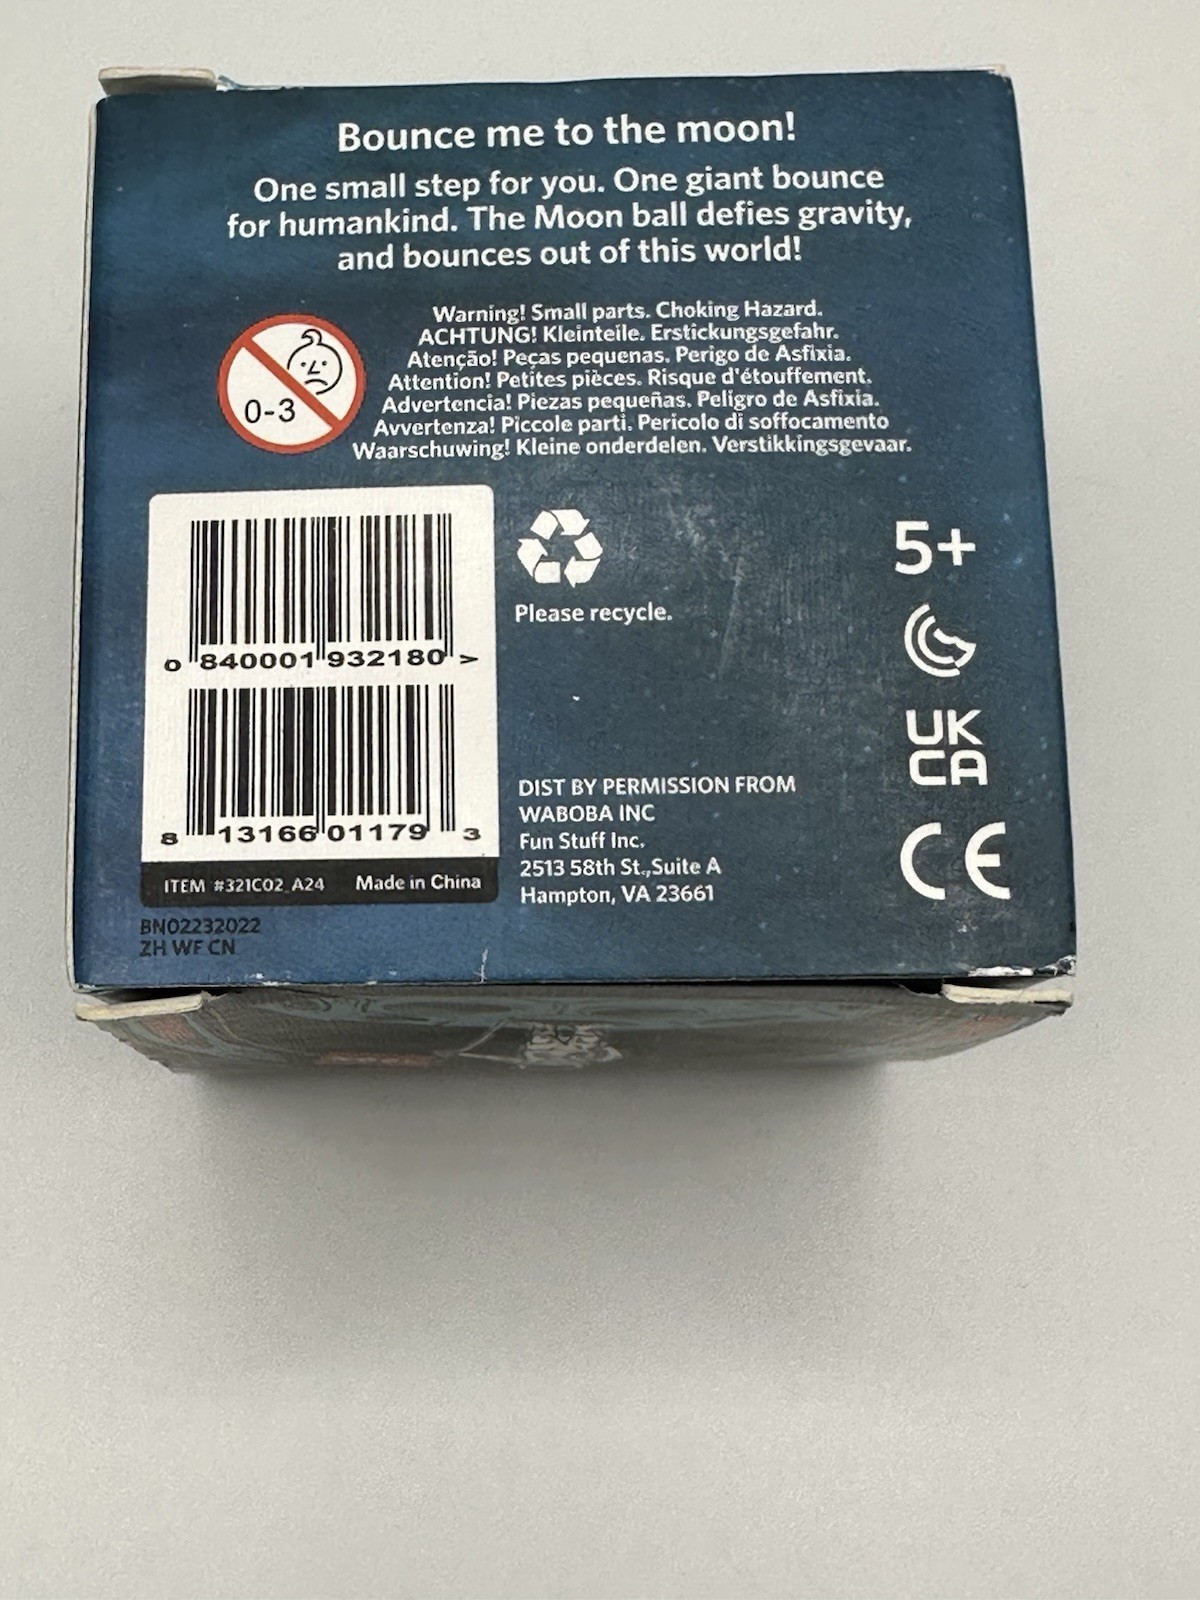 Bounce me to the moon!
One small step for you. One giant bounce
for humankind. The Moon ball defies gravity,
and bounces out of this world!
Warning! Small parts. Choking Hazard.
ACHTUNG! Kleinteile. Erstickungsgefahr.
Atenção! Peças pequenas. Perigo de Asfixia.
Attention! Petites pièces. Risque d'étouffement.
Advertencia! Piezas pequeñas. Peligro de Asfixia.
Avvertenza! Piccole parti. Pericolo di soffocamento
Waarschuwing! Kleine onderdelen. Verstikkingsgevaar.
0-3
0 840001 932180 >
8 13166 01179 3
ITEM #321C02_A24 Made in China
BN02232022
ZH WF CN
Please recycle.
DIST BY PERMISSION FROM
WABOBA INC
Fun Stuff Inc.
2513 58th St.,Suite A
Hampton, VA 23661
5+
UK
CA
CE